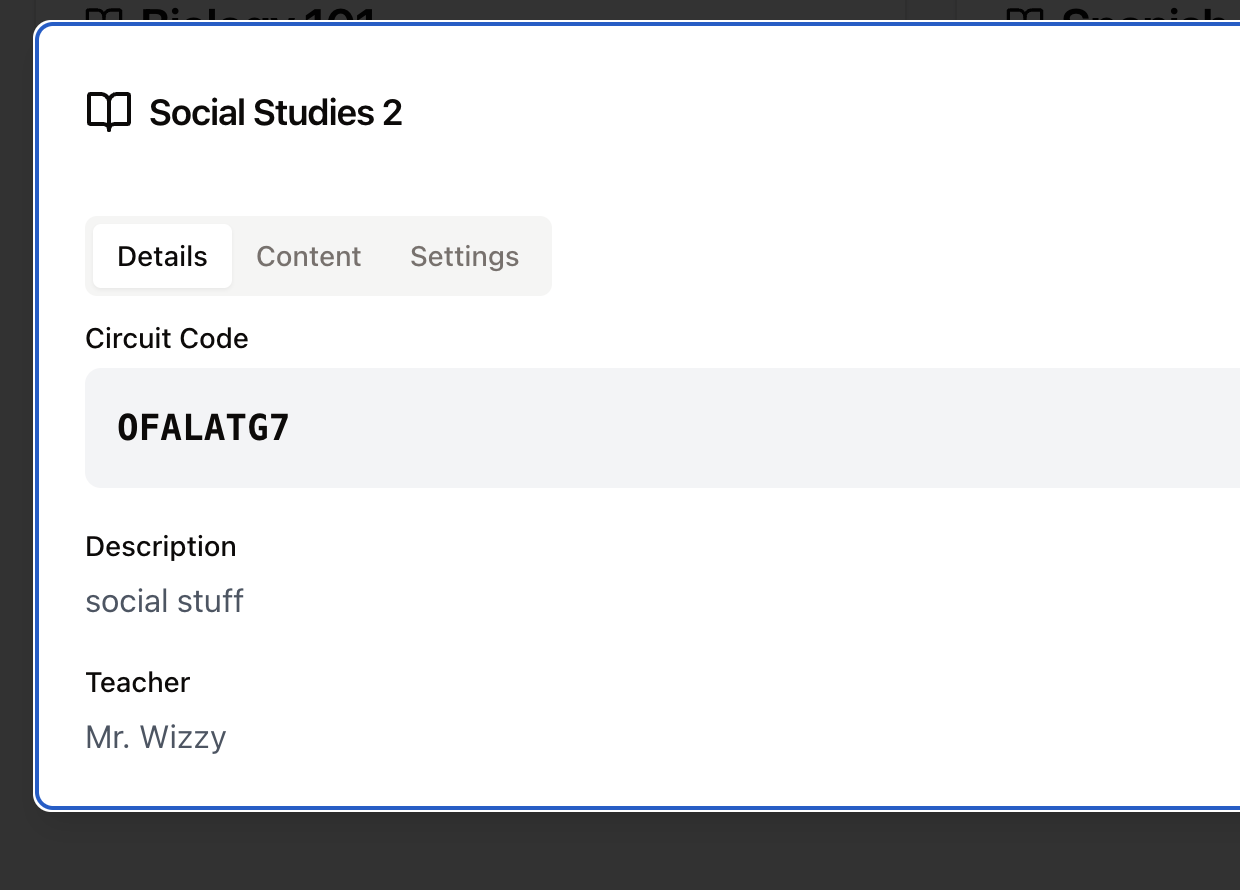 Biology 101
Spanish
Social Studies 2
Details Content Settings
Circuit Code
OFALATG7
Description
social stuff
Teacher
Mr. Wizzy